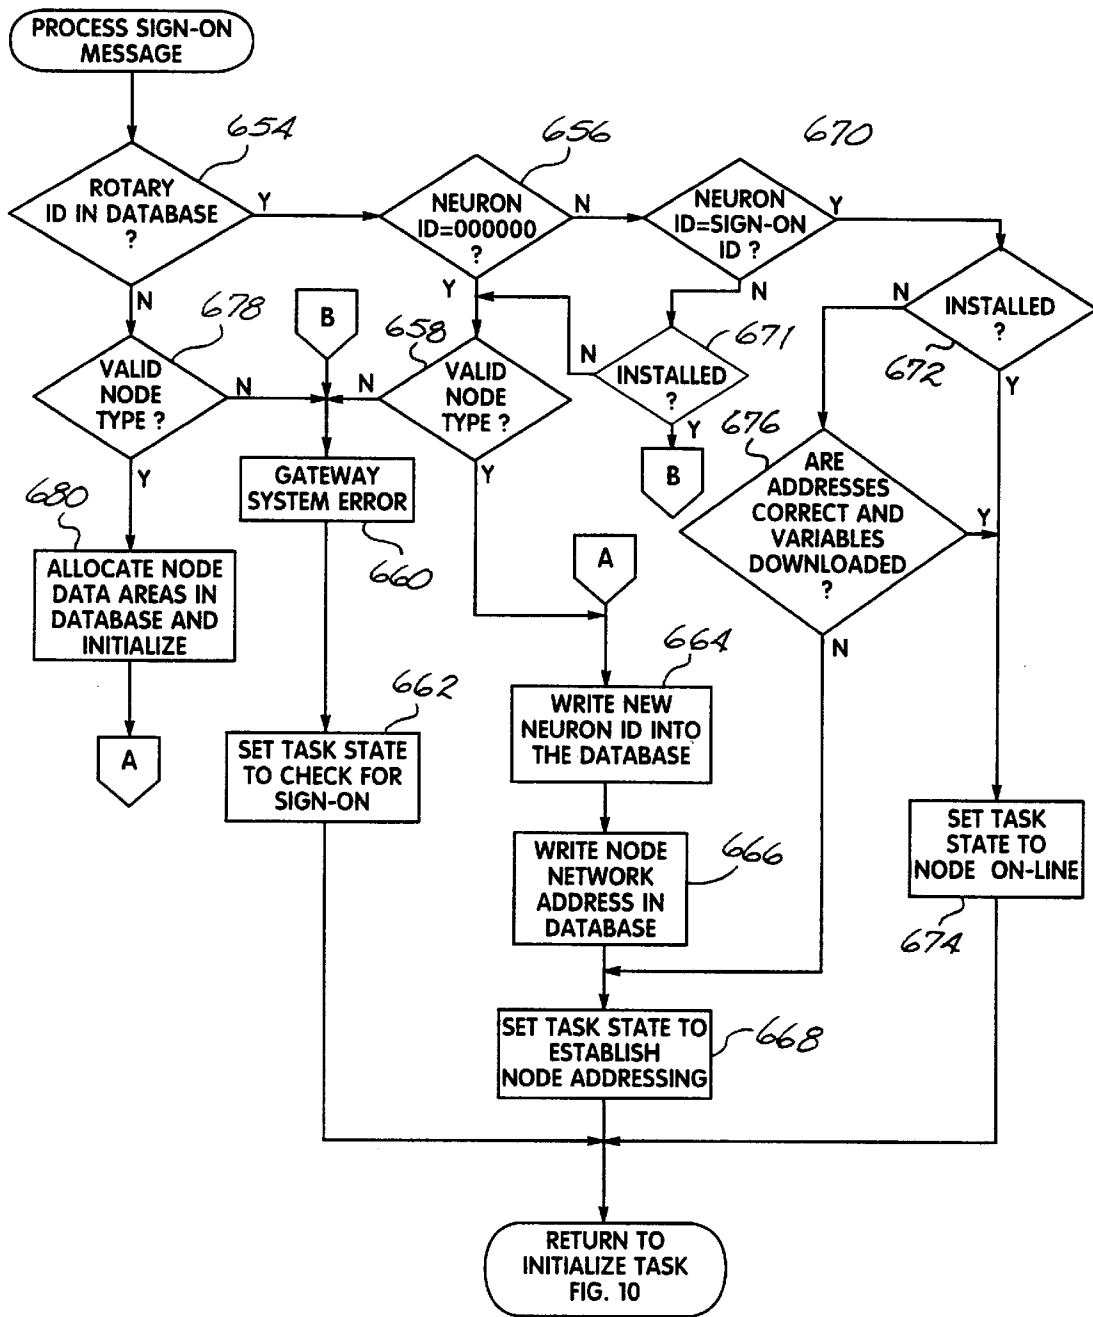 PROCESS SIGN-ON
MESSAGE
654
656
670
ROTARY
ID IN DATABASE
?
Y
NEURON
ID=000000
?
N
NEURON
ID=SIGN-ON
ID ?
Y
N
Y
N
N
INSTALLED
?
678
B
658
671
672
VALID
NODE
TYPE ?
N
N
VALID
NODE
TYPE ?
N
INSTALLED
?
Y
Y
676
Y
GATEWAY
SYSTEM ERROR
Y
B
ARE
ADDRESSES
CORRECT AND
VARIABLES
DOWNLOADED
?
Y
680
660
A
ALLOCATE NODE
DATA AREAS IN
DATABASE AND
INITIALIZE
N
664
662
WRITE NEW
NEURON ID INTO
THE DATABASE
A
SET TASK STATE
TO CHECK FOR
SIGN-ON
SET TASK
STATE TO
NODE ON-LINE
WRITE NODE
NETWORK
ADDRESS IN
DATABASE
666
674
SET TASK STATE TO
ESTABLISH
NODE ADDRESSING
668
RETURN TO
INITIALIZE TASK
FIG. 10